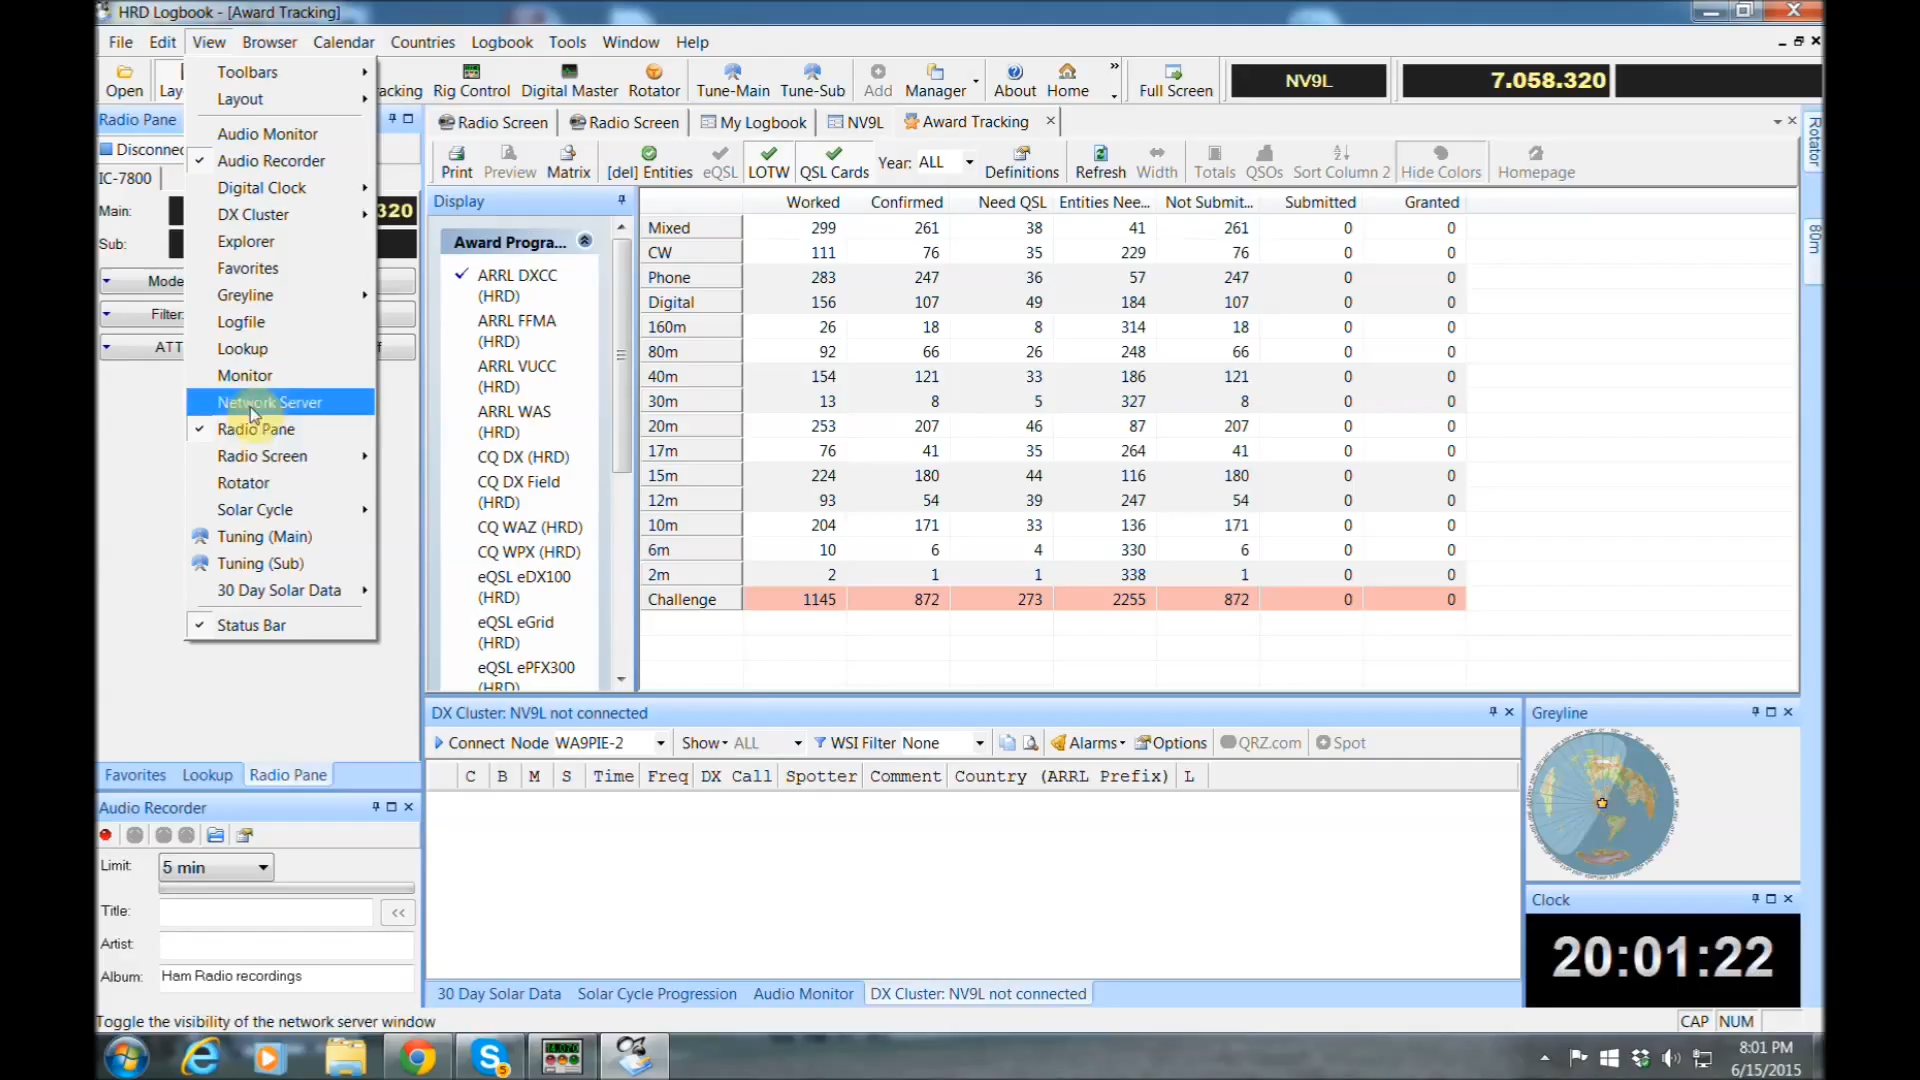 HRD Logbook - [Award Tracking]
File Edit View Browser Calendar Countries Logbook Tools Window Help
Open Lay acking Rig Control Digital Master Rotator Tune-Main Tune-Sub Add Manager About Home Full Screen NV9L 7.058.320
Toolbars
Layout
Audio Monitor
Audio Recorder
Digital Clock
DX Cluster
Explorer
Favorites
Greyline
Logfile
Lookup
Monitor
Network Server
Radio Pane
Radio Screen
Rotator
Solar Cycle
Tuning (Main)
Tuning (Sub)
30 Day Solar Data
Status Bar
Radio Pane
Disconnec
IC-7800
Main: 320
Sub:
Mode
Filter:
ATT f
Favorites Lookup Radio Pane
Radio Screen Radio Screen My Logbook NV9L Award Tracking
Print Preview Matrix [del] Entities eQSL LOTW QSL Cards Year: ALL Definitions Refresh Width Totals QSOs Sort Column 2 Hide Colors Homepage
Rotator
80m
Display
Award Progra...
ARRL DXCC
(HRD)
ARRL FFMA
(HRD)
ARRL VUCC
(HRD)
ARRL WAS
(HRD)
CQ DX (HRD)
CQ DX Field
(HRD)
CQ WAZ (HRD)
CQ WPX (HRD)
eQSL eDX100
(HRD)
eQSL eGrid
(HRD)
eQSL ePFX300
(HRD)
Worked Confirmed Need QSL Entities Nee... Not Submit... Submitted Granted
Mixed 299 261 38 41 261 0 0
CW 111 76 35 229 76 0 0
Phone 283 247 36 57 247 0 0
Digital 156 107 49 184 107 0 0
160m 26 18 8 314 18 0 0
80m 92 66 26 248 66 0 0
40m 154 121 33 186 121 0 0
30m 13 8 5 327 8 0 0
20m 253 207 46 87 207 0 0
17m 76 41 35 264 41 0 0
15m 224 180 44 116 180 0 0
12m 93 54 39 247 54 0 0
10m 204 171 33 136 171 0 0
6m 10 6 4 330 6 0 0
2m 2 1 1 338 1 0 0
Challenge 1145 872 273 2255 872 0 0
DX Cluster: NV9L not connected
Connect Node WA9PIE-2 Show ALL WSI Filter None Alarms Options QRZ.com Spot
C B M S Time Freq DX Call Spotter Comment Country (ARRL Prefix) L
30 Day Solar Data Solar Cycle Progression Audio Monitor DX Cluster: NV9L not connected
Greyline
Clock
20:01:22
Audio Recorder
Limit: 5 min
Title: <<
Artist:
Album: Ham Radio recordings
Toggle the visibility of the network server window
CAP NUM
8:01 PM
6/15/2015